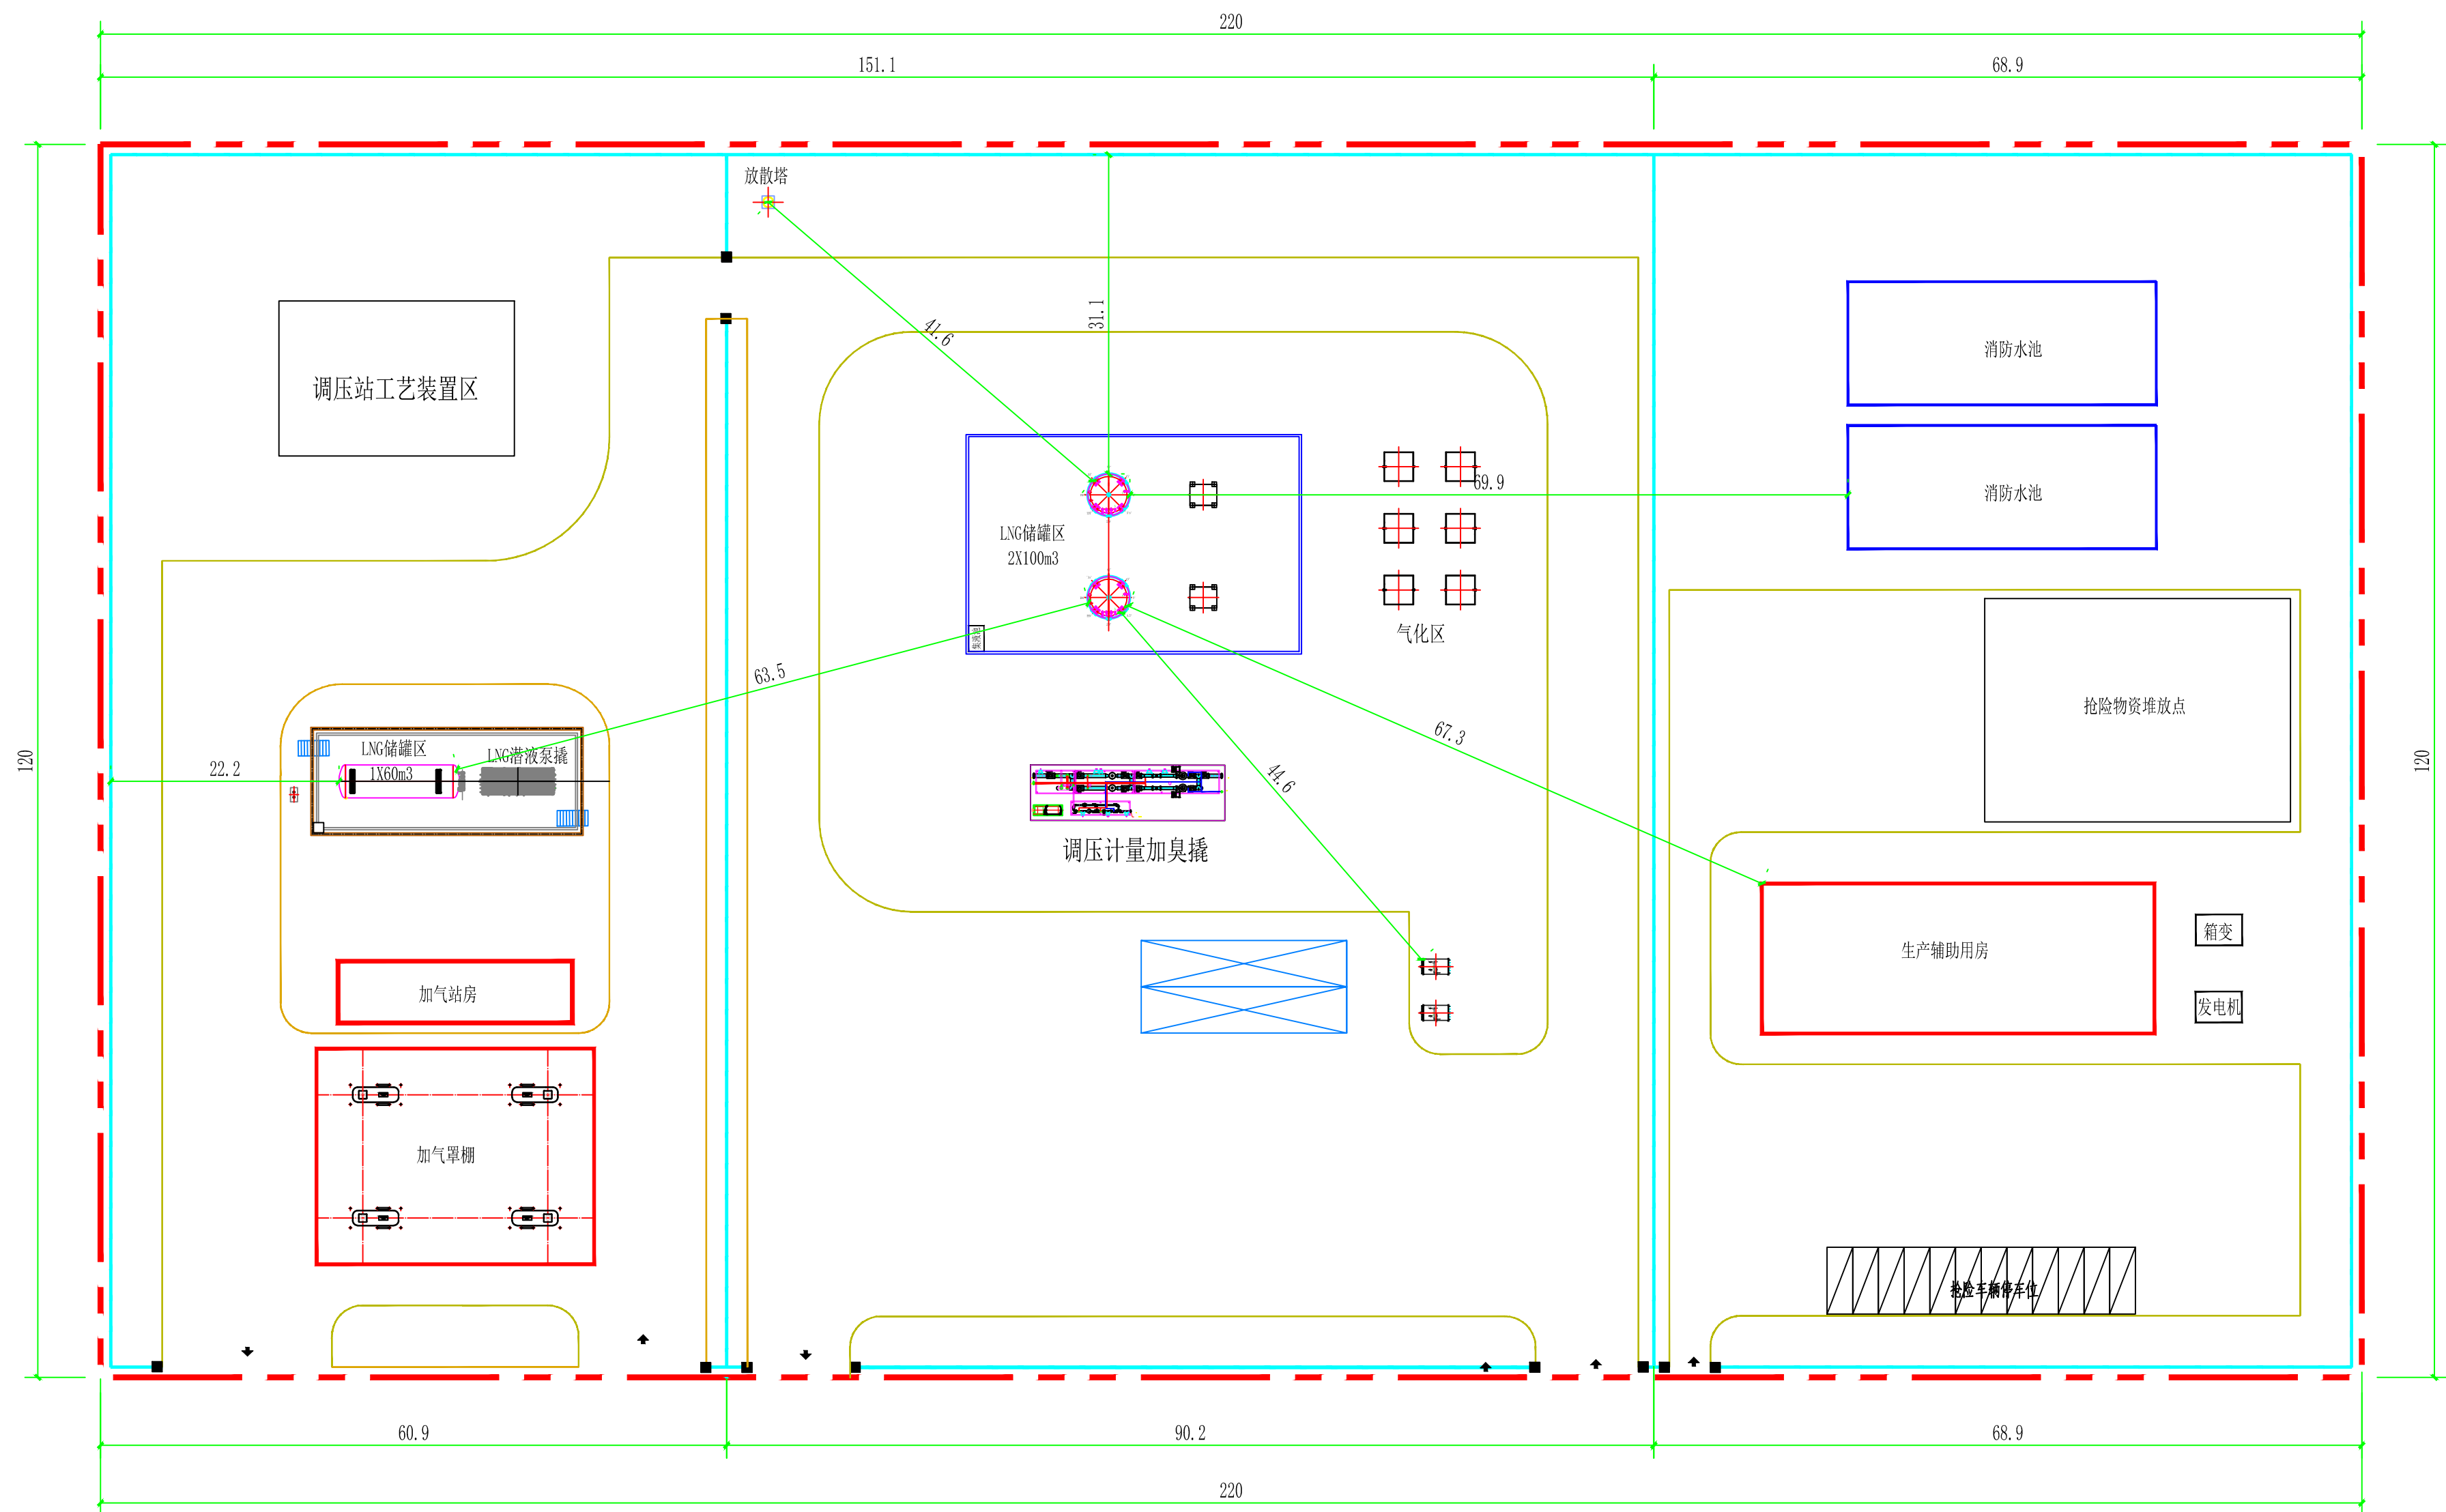 220
151.1
68.9
放散塔
31.1
41.6
消防水池
调压站工艺装置区
69.9
消防水池
LNG储罐区
2X100m3
气化区
63.5
抢险物资堆放点
67.3
LNG储罐区
LNG潜液泵撬
1X60m3
22.2
120
120
44.6
调压计量加臭撬
箱变
生产辅助用房
加气站房
发电机
加气罩棚
抢险车辆停车位
60.9
90.2
68.9
220